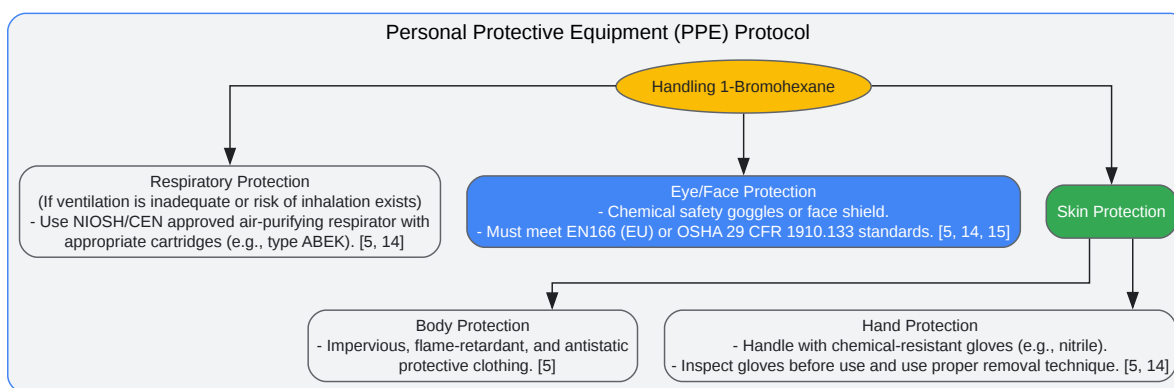 Personal Protective Equipment (PPE) Protocol
Handling 1-Bromohexane
Respiratory Protection
(If ventilation is inadequate or risk of inhalation exists)
- Use NIOSH/CEN approved air-purifying respirator with
appropriate cartridges (e.g., type ABEK). [5, 14]
Eye/Face Protection
- Chemical safety goggles or face shield.
- Must meet EN166 (EU) or OSHA 29 CFR 1910.133 standards. [5, 14, 15]
Skin Protection
Body Protection
- Impervious, flame-retardant, and antistatic
protective clothing. [5]
Hand Protection
- Handle with chemical-resistant gloves (e.g., nitrile).
- Inspect gloves before use and use proper removal technique. [5, 14]